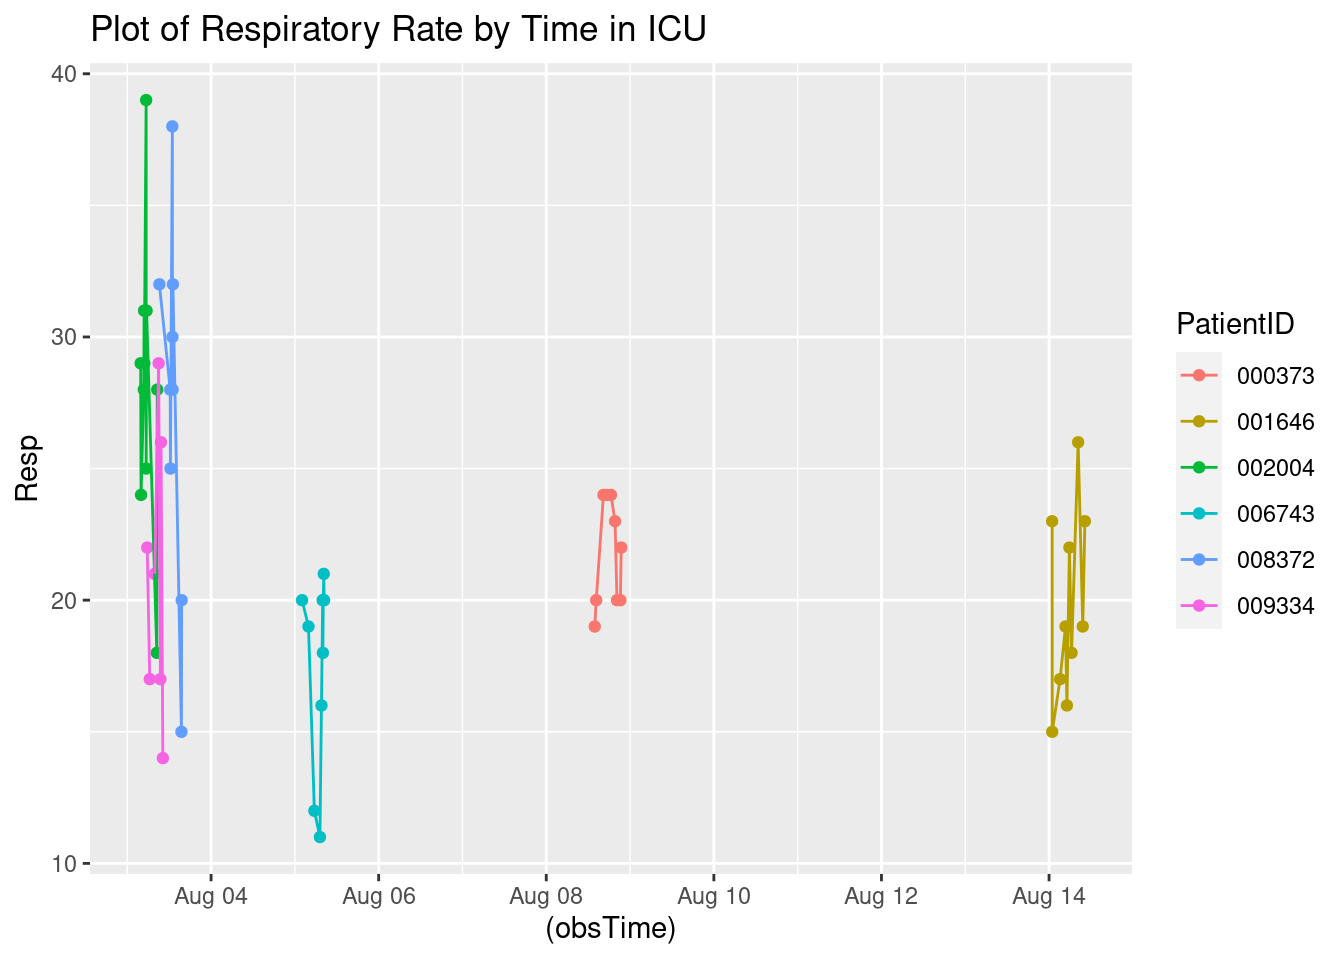 Plot of Respiratory Rate by Time in ICU
40
30
20
10
Resp
Aug 04 Aug 06 Aug 08 Aug 10 Aug 12 Aug 14
(obsTime)
PatientID
000373
001646
002004
006743
008372
009334